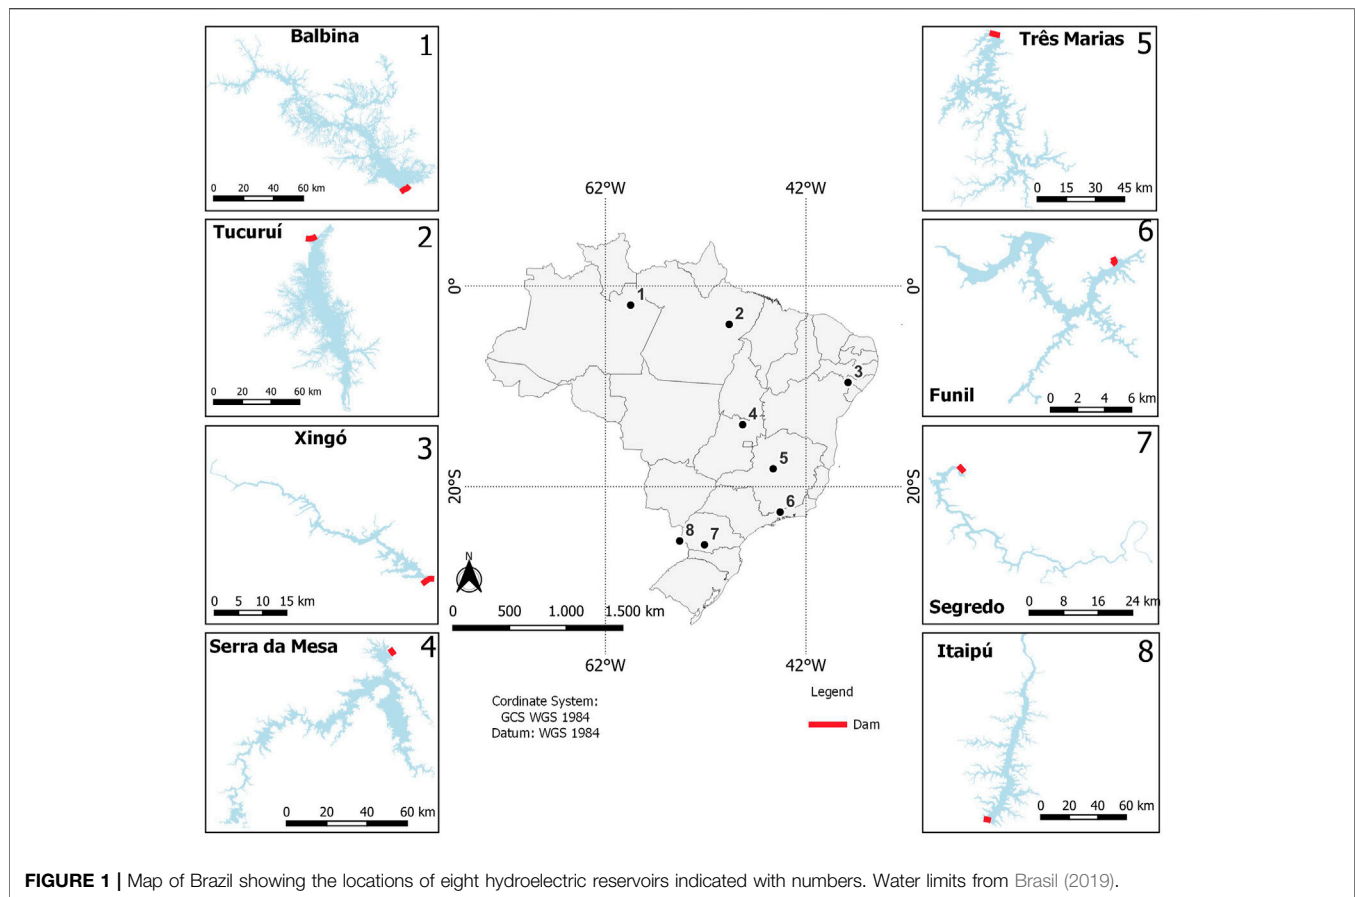 Balbina
1
0 20 40 60 km
Tucuruí
2
0 20 40 60 km
Xingó
3
0 5 10 15 km
Serra da Mesa
4
0 20 40 60 km
62°W 42°W
0°
0°
20°S
20°S
1
2
3
4
5
6
7
8
N
0 500 1.000 1.500 km
62°W 42°W
Cordinate System:
GCS WGS 1984
Datum: WGS 1984
Legend
Dam
Três Marias
5
0 15 30 45 km
6
Funil
0 2 4 6 km
7
Segredo
0 8 16 24 km
Itaipú
8
0 20 40 60 km
FIGURE 1 | Map of Brazil showing the locations of eight hydroelectric reservoirs indicated with numbers. Water limits from Brasil (2019).